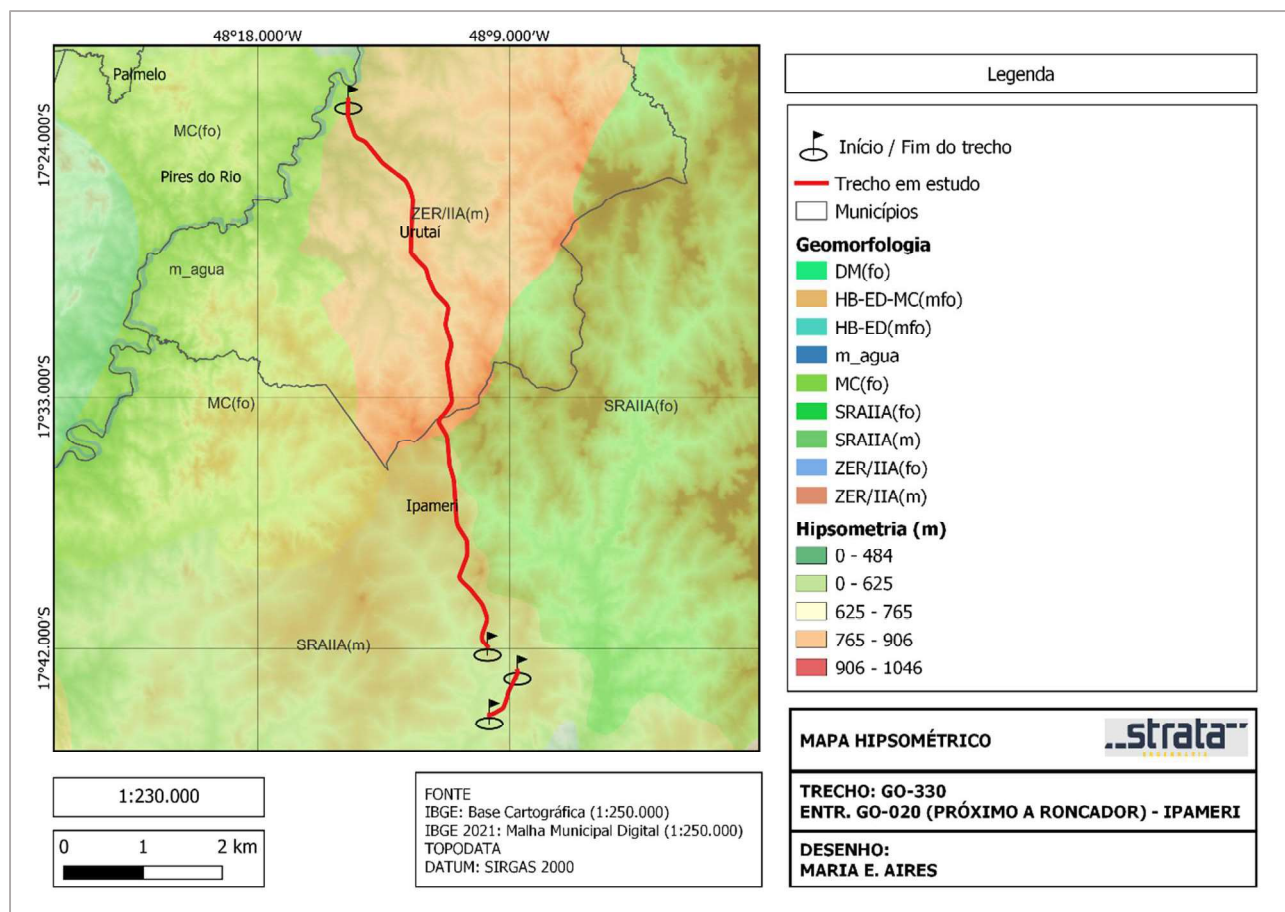 48°18.000'W
48°9.000'W
17°24.000'S
17°33.000'S
17°42.000'S
Palmelo
MC(fo)
Pires do Rio
ZER/IIA(m)
Urutaí
m_agua
MC(fo)
SRAIIA(fo)
Ipameri
SRAIIA(m)
Legenda
Início / Fim do trecho
Trecho em estudo
Municípios
Geomorfologia
DM(fo)
HB-ED-MC(mfo)
HB-ED(mfo)
m_agua
MC(fo)
SRAIIA(fo)
SRAIIA(m)
ZER/IIA(fo)
ZER/IIA(m)
Hipsometria (m)
0 - 484
0 - 625
625 - 765
765 - 906
906 - 1046
MAPA HIPSOMÉTRICO
strata
ENGENHARIA
TRECHO: GO-330
ENTR. GO-020 (PRÓXIMO A RONCADOR) - IPAMERI
DESENHO:
MARIA E. AIRES
1:230.000
0 1 2 km
FONTE
IBGE: Base Cartográfica (1:250.000)
IBGE 2021: Malha Municipal Digital (1:250.000)
TOPODATA
DATUM: SIRGAS 2000